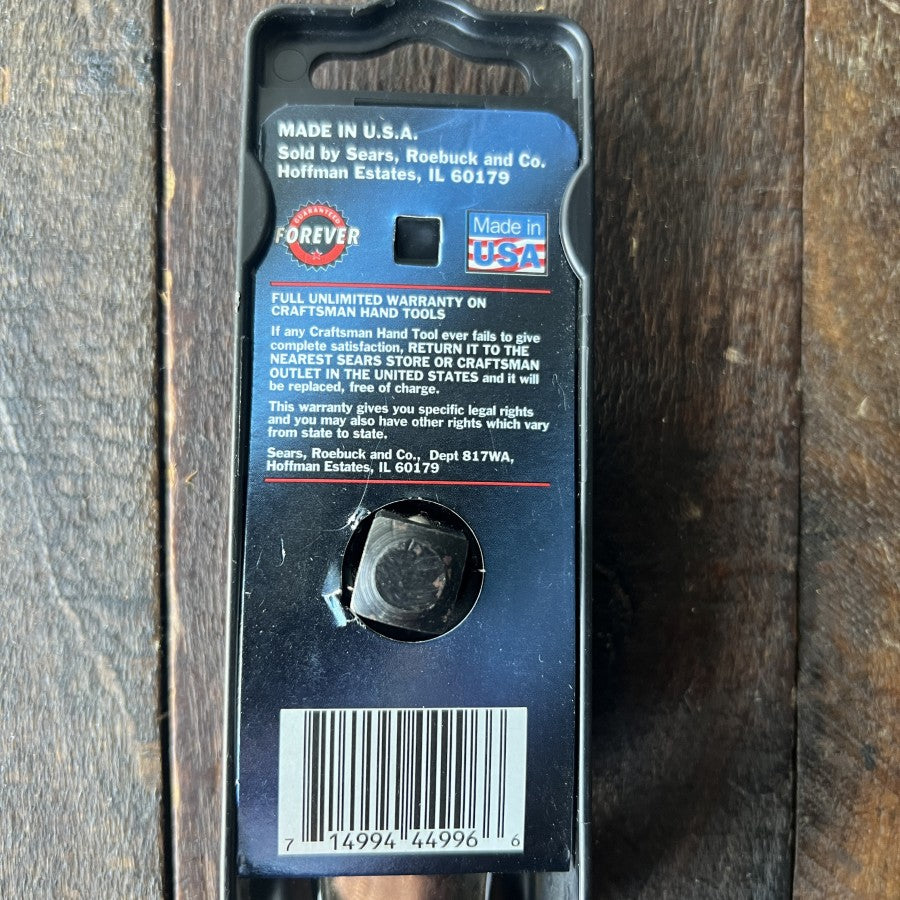 MADE IN U.S.A.
Sold by Sears, Roebuck and Co.
Hoffman Estates, IL 60179
GUARANTEED
FOREVER
Made in
USA
FULL UNLIMITED WARRANTY ON
CRAFTSMAN HAND TOOLS
If any Craftsman Hand Tool ever fails to give
complete satisfaction, RETURN IT TO THE
NEAREST SEARS STORE OR CRAFTSMAN
OUTLET IN THE UNITED STATES and it will
be replaced, free of charge.
This warranty gives you specific legal rights
and you may also have other rights which vary
from state to state.
Sears, Roebuck and Co., Dept 817WA,
Hoffman Estates, IL 60179
7 14994 44996 6